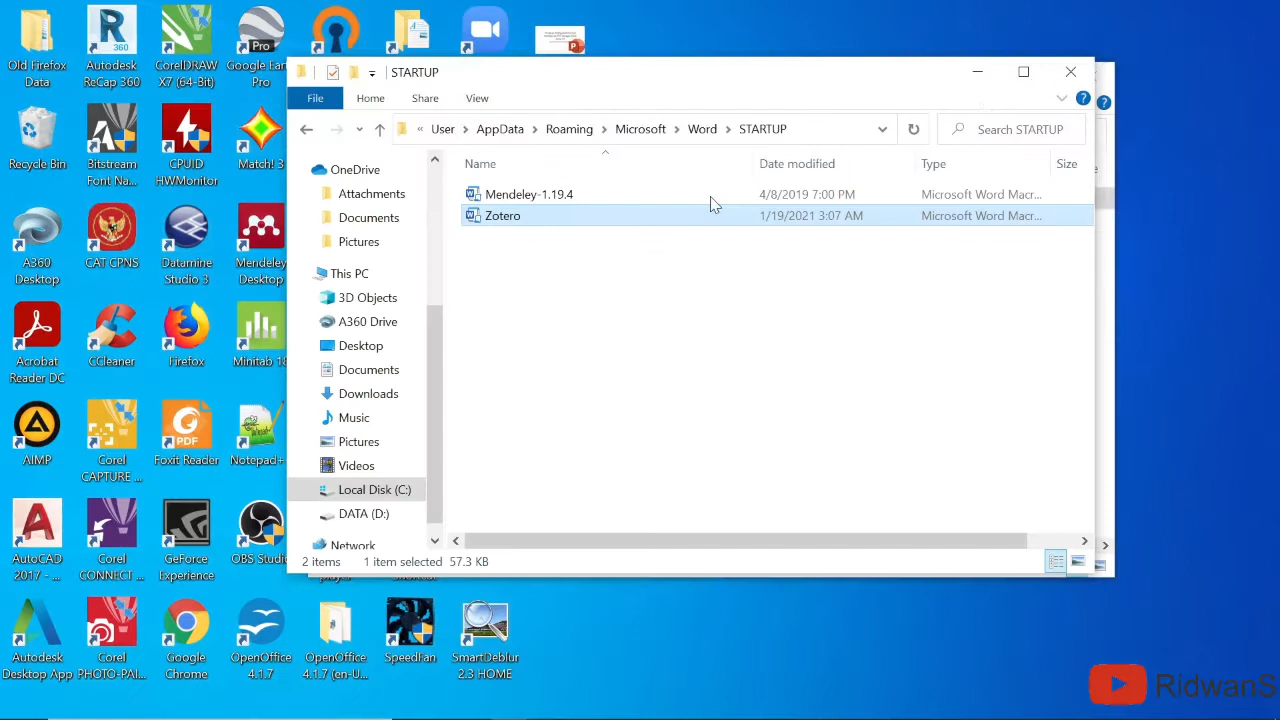 Old Firefox
Data
Autodesk
ReCap 360
360
CorelDRAW
X7 (64-Bit)
Google Ear
Pro
Pro
STARTUP
File
Home
Share
View
« User > AppData > Roaming > Microsoft > Word > STARTUP
Search STARTUP
Name
Date modified
Type
Size
Mendeley-1.19.4
4/8/2019 7:00 PM
Microsoft Word Macr...
Zotero
1/19/2021 3:07 AM
Microsoft Word Macr...
OneDrive
Attachments
Documents
Pictures
This PC
3D Objects
A360 Drive
Desktop
Documents
Downloads
Music
Pictures
Videos
Local Disk (C:)
DATA (D:)
Network
2 items
1 item selected
57.3 KB
Recycle Bin
Bitstream
Font Na...
CPUID
HWMonitor
Match! 3
A360
Desktop
CAT CPNS
Datamine
Studio 3
Mendeley
Desktop
Acrobat
Reader DC
CCleaner
Firefox
Minitab 18
AIMP
Corel
CAPTURE ...
PDF
Foxit Reader
Notepad+
AutoCAD
2017 - ...
Corel
CONNECT ...
GeForce
Experience
OBS Studi
Autodesk
Desktop App
Corel
PHOTO-PAI...
Google
Chrome
OpenOffice
4.1.7
OpenOffice
4.1.7 (en-U...
SpeedFan
SmartDeblur
2.3 HOME
RidwanS